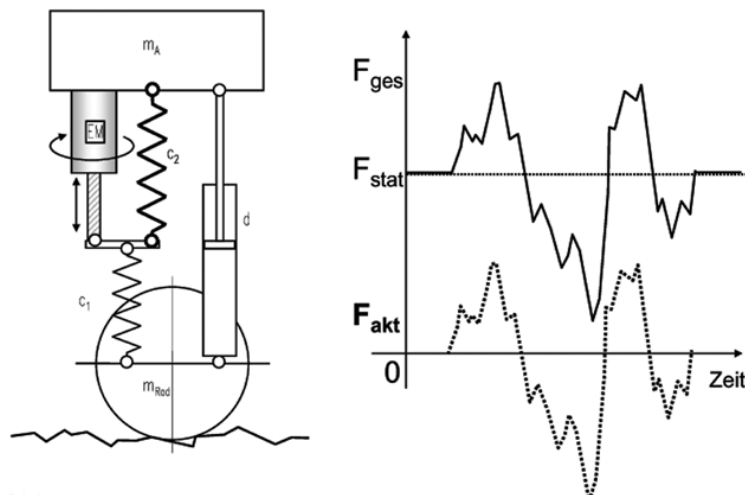 m_A
EM
c_2
d
c_1
m_Rad
F_ges
F_stat
F_akt
0
Zeit